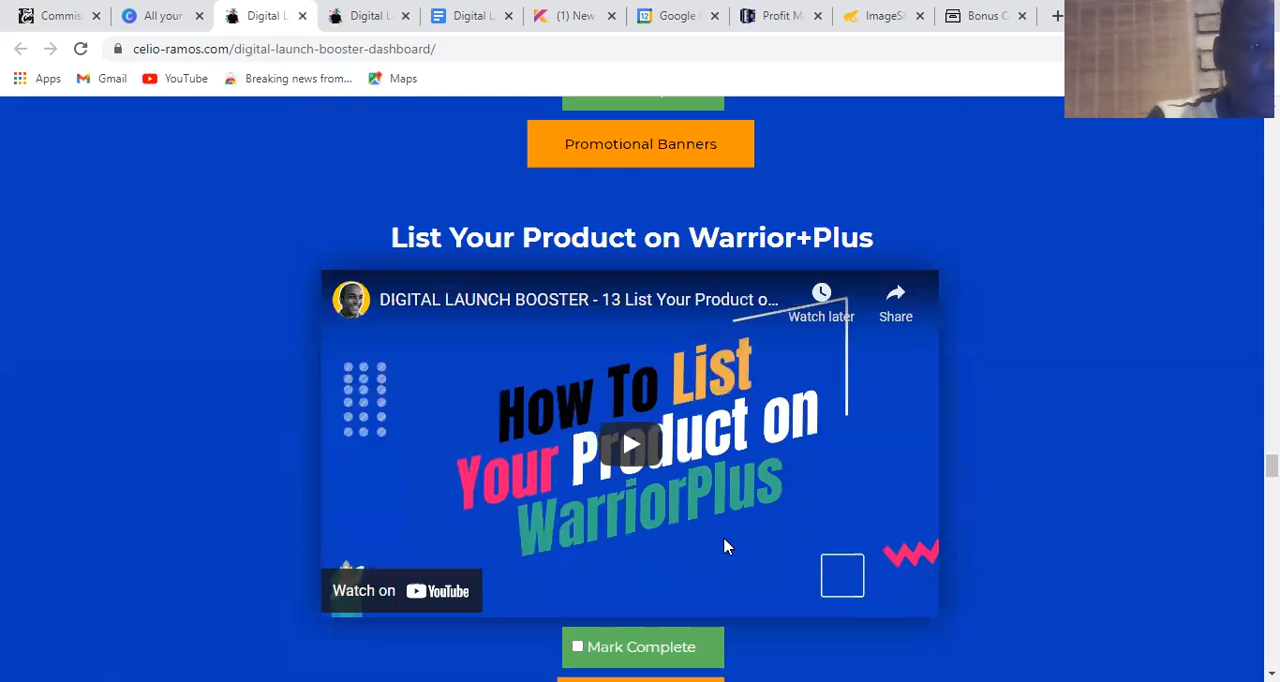 Commis
All your
Digital L
Digital L
Digital L
(1) New
Google
Profit M
ImageS
Bonus C
celio-ramos.com/digital-launch-booster-dashboard/
Apps
Gmail
YouTube
Breaking news from...
Maps
Promotional Banners
List Your Product on Warrior+Plus
DIGITAL LAUNCH BOOSTER - 13 List Your Product o...
Watch later
Share
How To List
Your Product on
WarriorPlus
Watch on YouTube
Mark Complete